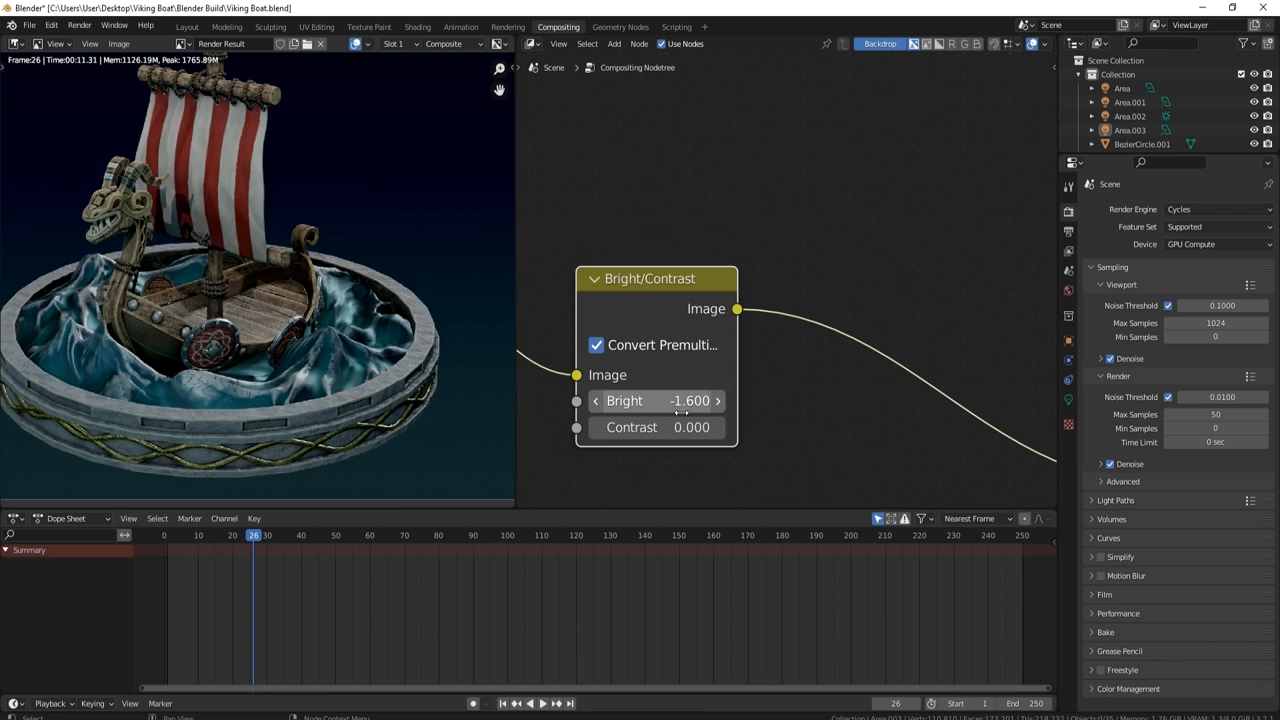 Blender* [C:\Users\User\Desktop\Viking Boat\Blender Build\Viking Boat.blend]
File Edit Render Window Help Layout Modeling Sculpting UV Editing Texture Paint Shading Animation Rendering Compositing Geometry Nodes Scripting + Scene ViewLayer
View View Image Render Result Slot 1 Composite View Select Add Node Use Nodes Backdrop R G B
Frame:26 | Time:00:11.31 | Mem:1126.19M, Peak: 1765.89M
Scene > Compositing Nodetree
Scene Collection
Collection
Area
Area.001
Area.002
Area.003
BezierCircle.001
Scene
Render Engine Cycles
Feature Set Supported
Device GPU Compute
Sampling
Viewport
Noise Threshold 0.1000
Max Samples 1024
Min Samples 0
Denoise
Render
Noise Threshold 0.0100
Max Samples 50
Min Samples 0
Time Limit 0 sec
Denoise
Advanced
Light Paths
Volumes
Curves
Simplify
Motion Blur
Film
Performance
Bake
Grease Pencil
Freestyle
Color Management
Bright/Contrast
Image
Convert Premulti...
Image
Bright -1.600
Contrast 0.000
Dope Sheet View Select Marker Channel Key Nearest Frame
0 10 20 26 30 40 50 60 70 80 90 100 110 120 130 140 150 160 170 180 190 200 210 220 230 240 250
Summary
Playback Keying View Marker 26 Start 1 End 250